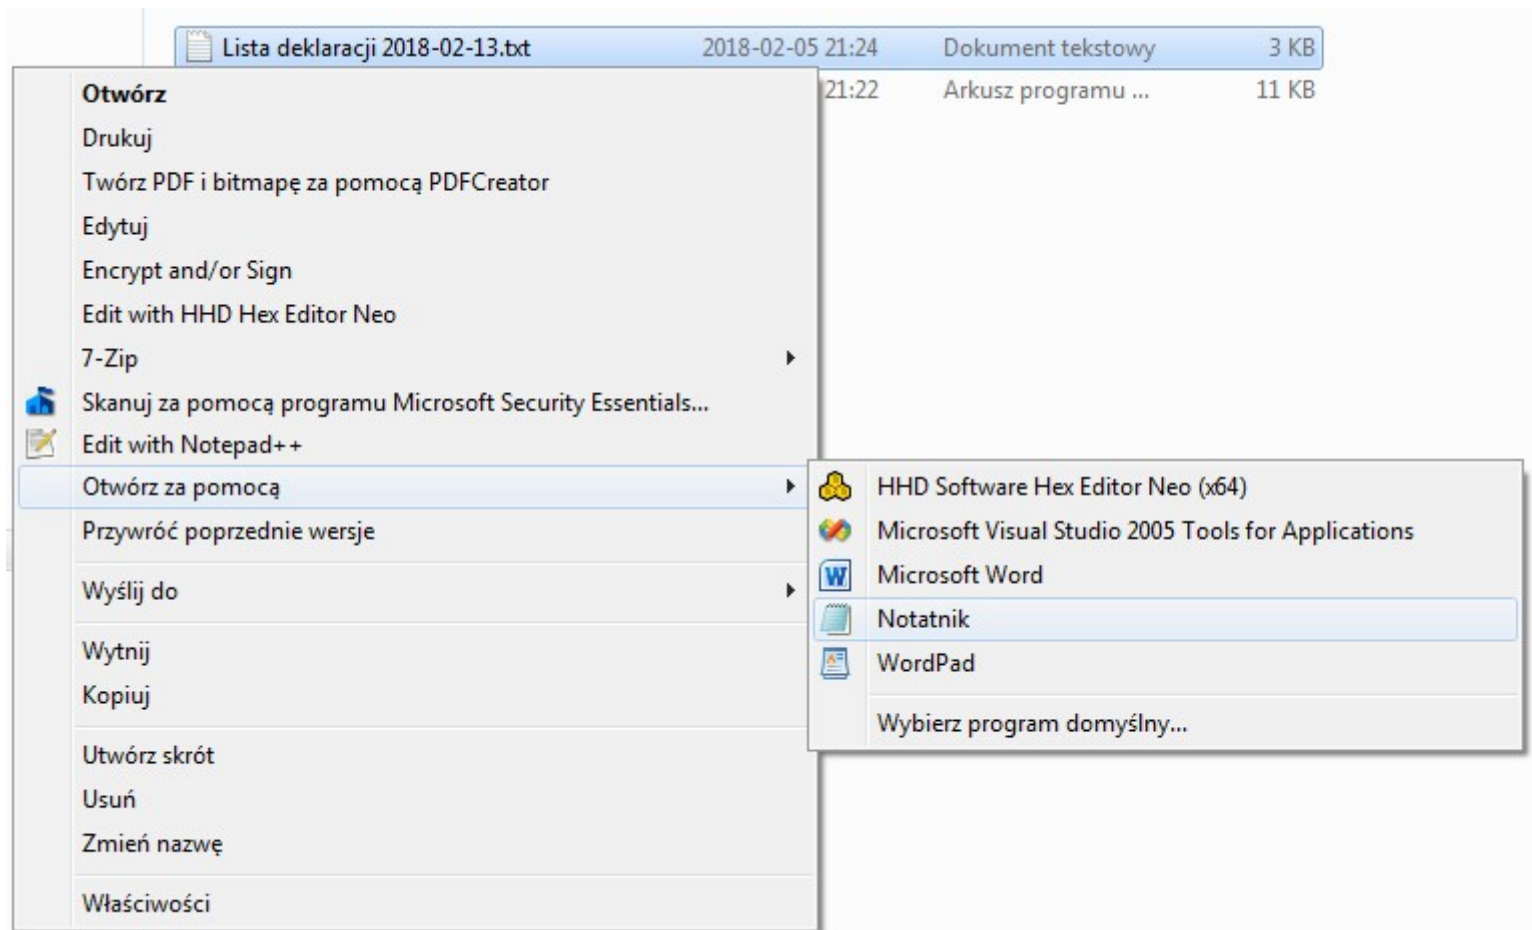 Lista deklaracji 2018-02-13.txt 2018-02-05 21:24 Dokument tekstowy 3 KB
21:22 Arkusz programu ... 11 KB
Otwórz
Drukuj
Twórz PDF i bitmapę za pomocą PDFCreator
Edytuj
Encrypt and/or Sign
Edit with HHD Hex Editor Neo
7-Zip
Skanuj za pomocą programu Microsoft Security Essentials...
Edit with Notepad++
Otwórz za pomocą
Przywróć poprzednie wersje
Wyślij do
Wytnij
Kopiuj
Utwórz skrót
Usuń
Zmień nazwę
Właściwości
HHD Software Hex Editor Neo (x64)
Microsoft Visual Studio 2005 Tools for Applications
Microsoft Word
Notatnik
WordPad
Wybierz program domyślny...